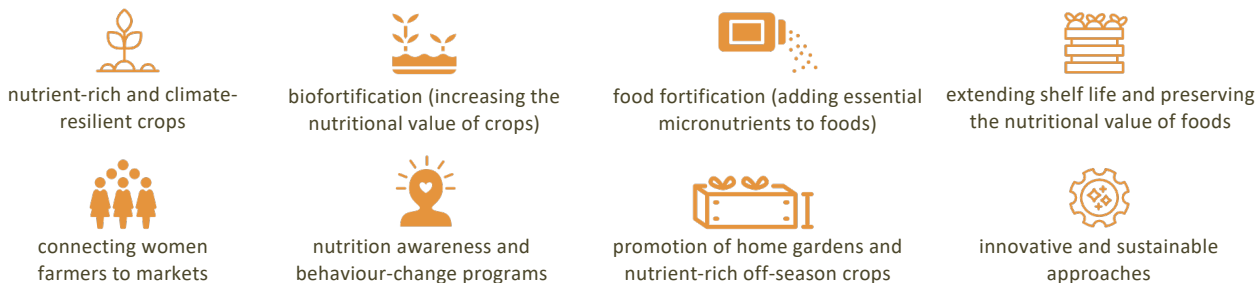 nutrient-rich and climate-
resilient crops
biofortification (increasing the
nutritional value of crops)
food fortification (adding essential
micronutrients to foods)
extending shelf life and preserving
the nutritional value of foods
connecting women
farmers to markets
nutrition awareness and
behaviour-change programs
promotion of home gardens and
nutrient-rich off-season crops
innovative and sustainable
approaches